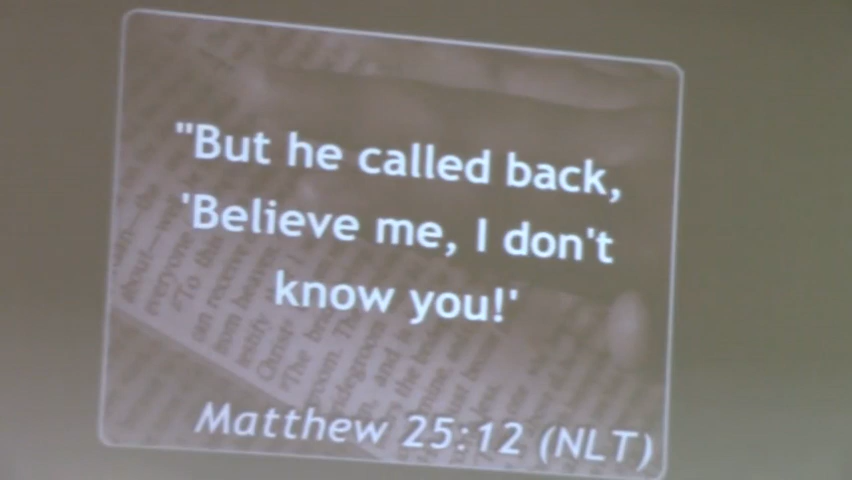 "But he called back,
'Believe me, I don't
know you!'
Matthew 25:12 (NLT)